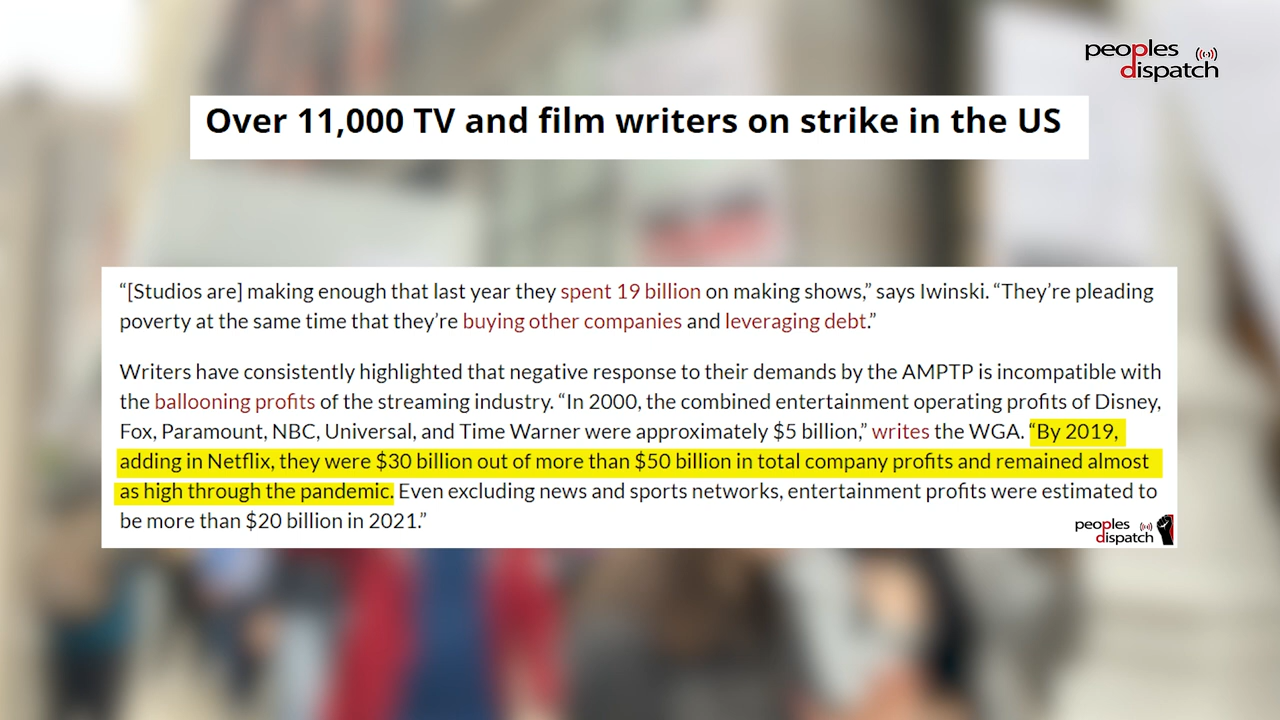 peoples
dispatch
Over 11,000 TV and film writers on strike in the US
“[Studios are] making enough that last year they spent 19 billion on making shows,” says Iwinski. “They’re pleading
poverty at the same time that they’re buying other companies and leveraging debt.”
Writers have consistently highlighted that negative response to their demands by the AMPTP is incompatible with
the ballooning profits of the streaming industry. “In 2000, the combined entertainment operating profits of Disney,
Fox, Paramount, NBC, Universal, and Time Warner were approximately $5 billion,” writes the WGA. “By 2019,
adding in Netflix, they were $30 billion out of more than $50 billion in total company profits and remained almost
as high through the pandemic. Even excluding news and sports networks, entertainment profits were estimated to
be more than $20 billion in 2021.”
peoples
dispatch